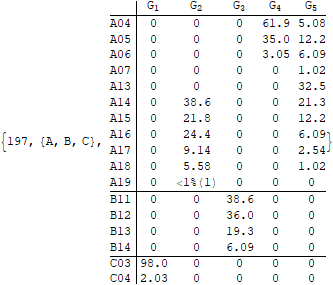 G1 G2 G3 G4 G5
A04 0 0 0 61.9 5.08
A05 0 0 0 35.0 12.2
A06 0 0 0 3.05 6.09
A07 0 0 0 0 1.02
A13 0 0 0 0 32.5
A14 0 38.6 0 0 21.3
A15 0 21.8 0 0 12.2
{197, {A, B, C}, A16 0 24.4 0 0 6.09}
A17 0 9.14 0 0 2.54
A18 0 5.58 0 0 1.02
A19 0 <1%(1) 0 0 0
B11 0 0 38.6 0 0
B12 0 0 36.0 0 0
B13 0 0 19.3 0 0
B14 0 0 6.09 0 0
C03 98.0 0 0 0 0
C04 2.03 0 0 0 0